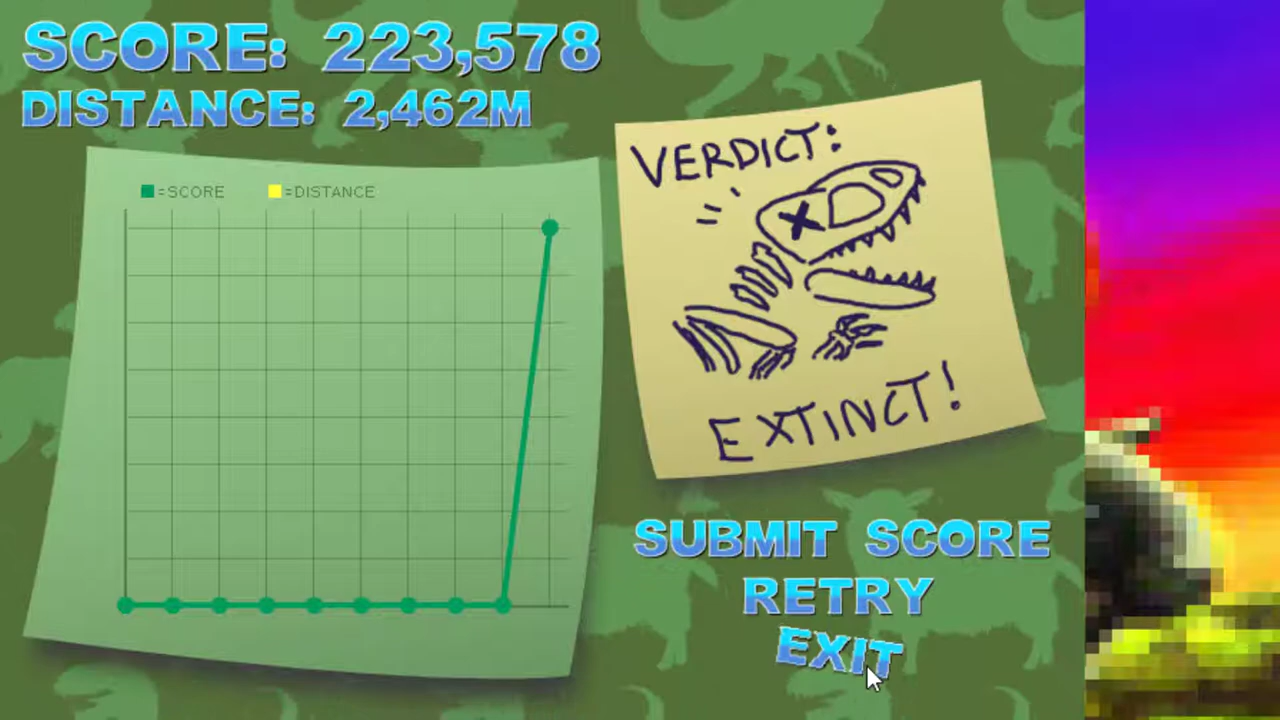 SCORE: 223,578
DISTANCE: 2,462M
=SCORE =DISTANCE
VERDICT:
EXTINCT!
SUBMIT SCORE
RETRY
EXIT